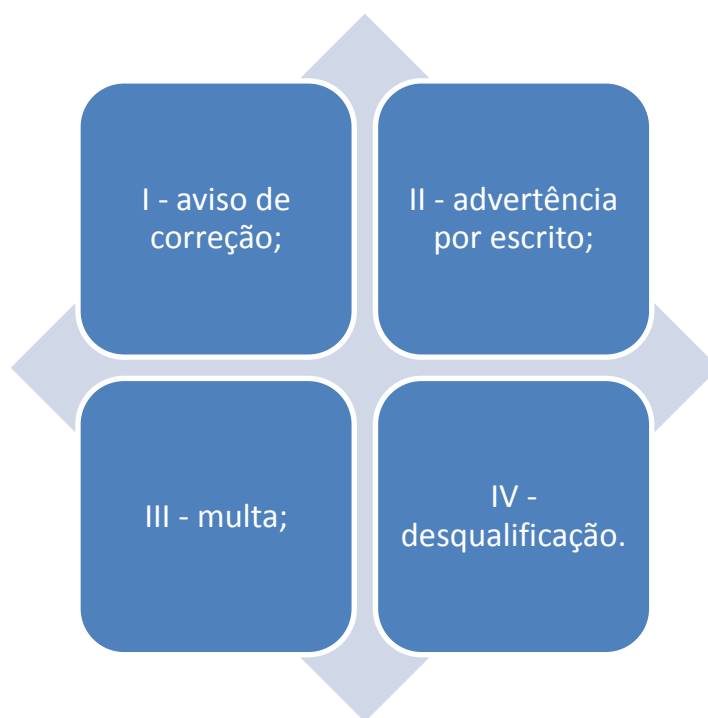 I - aviso de
correção;
II - advertência
por escrito;
III - multa;
IV -
desqualificação.